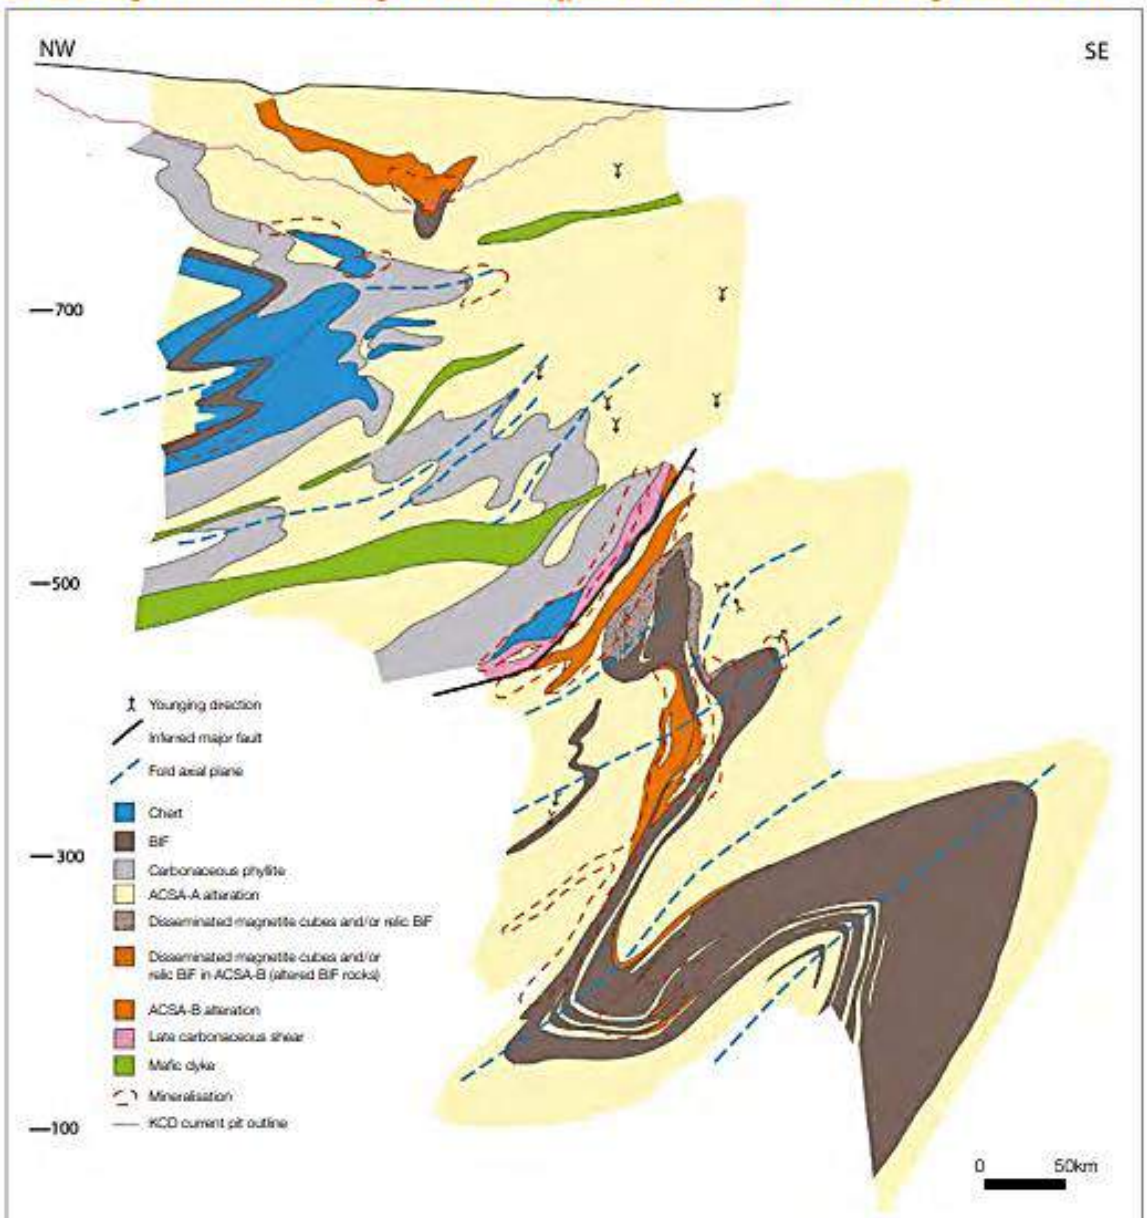 NW
SE
700
500
300
100
Younging direction
Inferred major fault
Ford axial plane
Chert
BIF
Carbonaceous phyllite
ACSA-A alteration
Disseminated magnetite cubes and/or relic BIF
Disseminated magnetite cubes and/or
relic BIF in ACSA-B (altered BIF rocks)
ACSA-B alteration
Late carbonaceous shear
Mafic dyke
Mineralisation
KCD current pit outline
0 50km